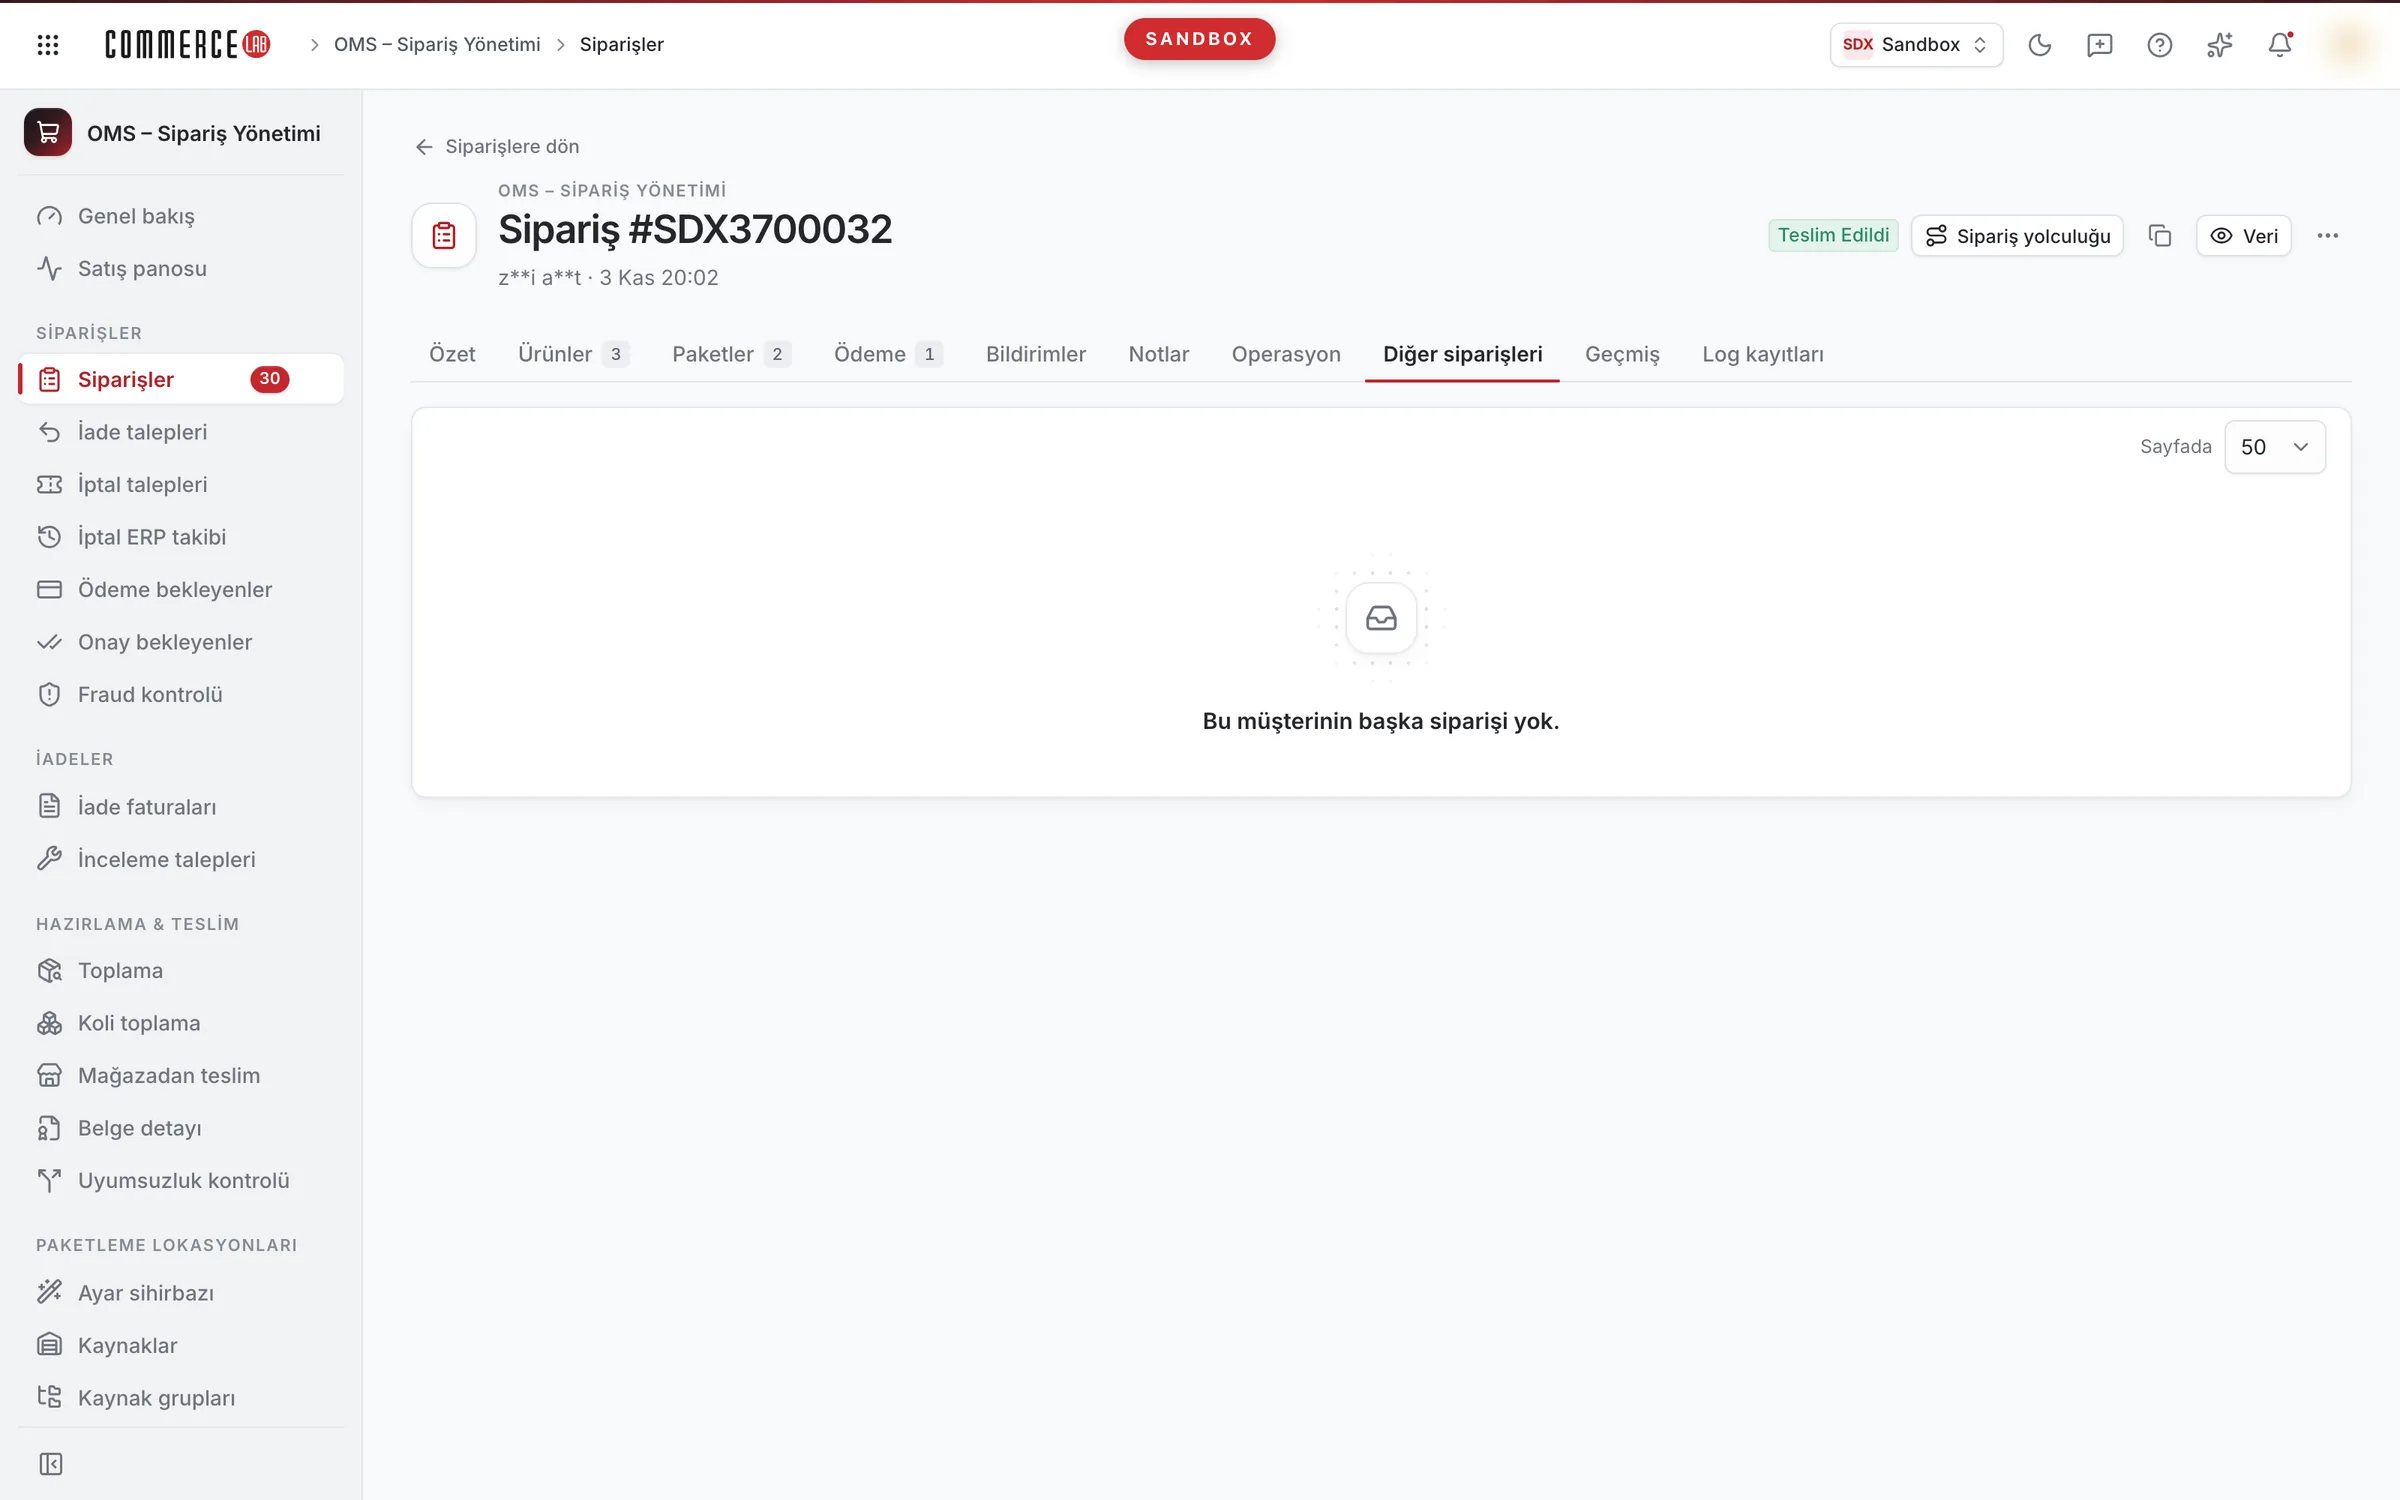 COMMERCE LAB
OMS – Sipariş Yönetimi
Siparişler
SANDBOX
SDX Sandbox
OMS – Sipariş Yönetimi
Genel bakış
Satış panosu
SİPARİŞLER
Siparişler 30
İade talepleri
İptal talepleri
İptal ERP takibi
Ödeme bekleyenler
Onay bekleyenler
Fraud kontrolü
İADELER
İade faturaları
İnceleme talepleri
HAZIRLAMA & TESLİM
Toplama
Koli toplama
Mağazadan teslim
Belge detayı
Uyumsuzluk kontrolü
PAKETLEME LOKASYONLARI
Ayar sihirbazı
Kaynaklar
Kaynak grupları
Siparişlere dön
OMS – SİPARİŞ YÖNETİMİ
Sipariş #SDX3700032
z**i a**t · 3 Kas 20:02
Teslim Edildi
Sipariş yolculuğu
Veri
Özet
Ürünler 3
Paketler 2
Ödeme 1
Bildirimler
Notlar
Operasyon
Diğer siparişleri
Geçmiş
Log kayıtları
Sayfada 50
Bu müşterinin başka siparişi yok.